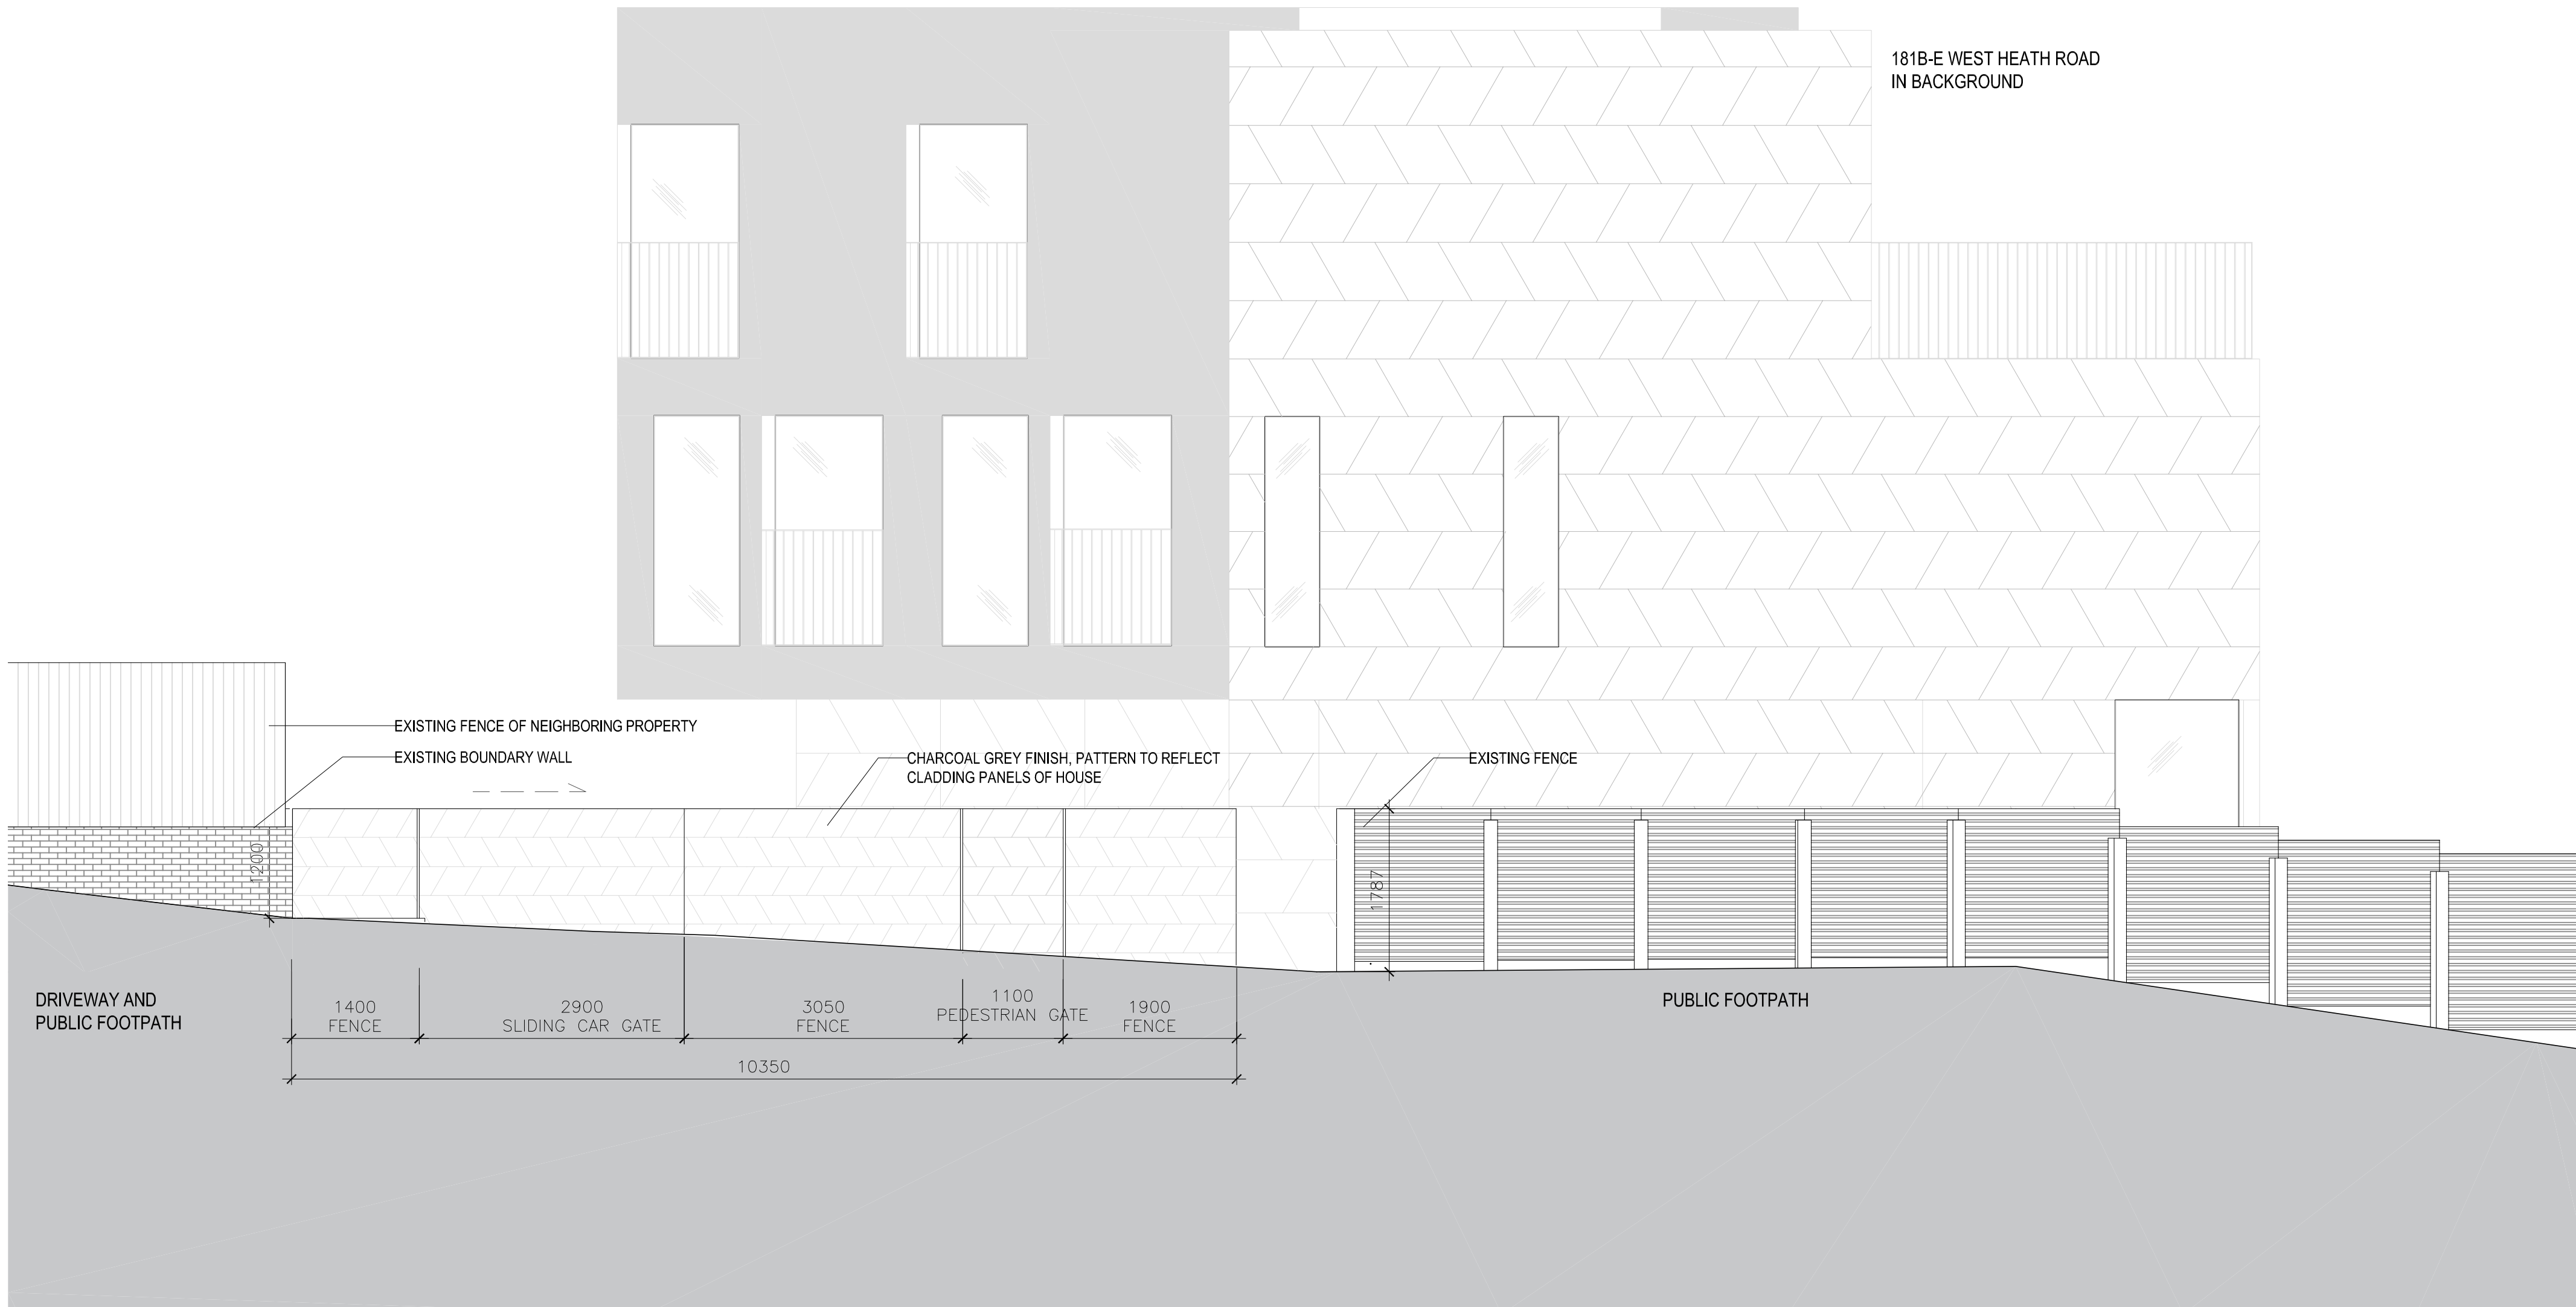 181B-E WEST HEATH ROAD
IN BACKGROUND
EXISTING FENCE OF NEIGHBORING PROPERTY
EXISTING BOUNDARY WALL
CHARCOAL GREY FINISH, PATTERN TO REFLECT
CLADDING PANELS OF HOUSE
EXISTING FENCE
1200
1787
DRIVEWAY AND
PUBLIC FOOTPATH
1400
FENCE
2900
SLIDING CAR GATE
3050
FENCE
1100
PEDESTRIAN GATE
1900
FENCE
10350
PUBLIC FOOTPATH